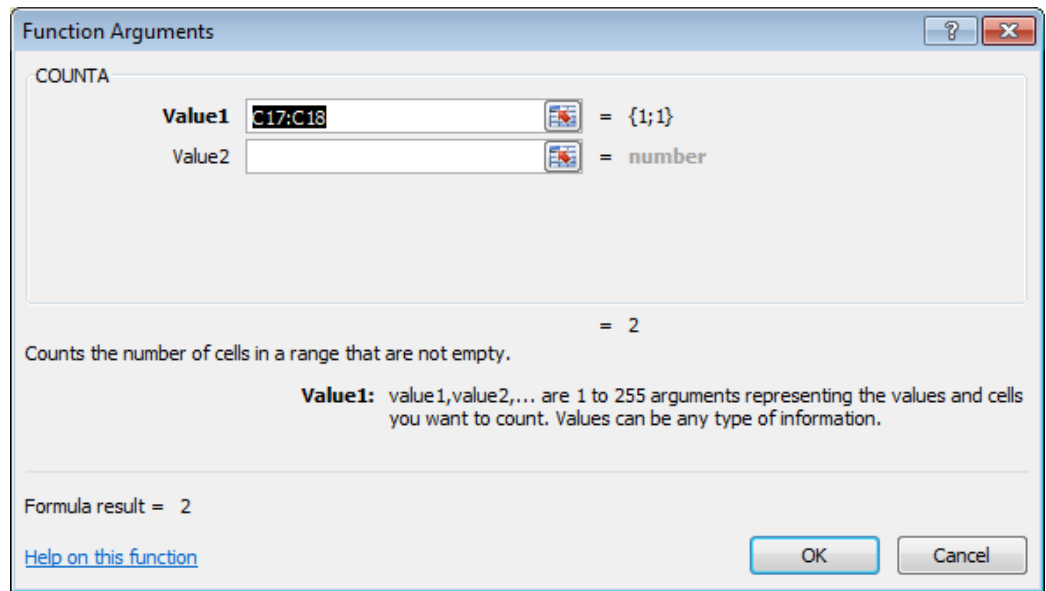 Function Arguments
?
COUNTA
Value1 C17:C18 = {1;1}
Value2 = number
= 2
Counts the number of cells in a range that are not empty.
Value1: value1,value2,... are 1 to 255 arguments representing the values and cells
you want to count. Values can be any type of information.
Formula result = 2
Help on this function
OK Cancel